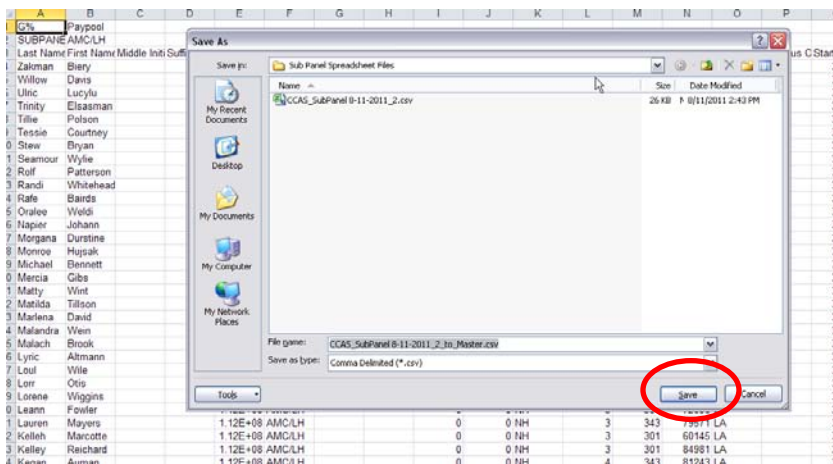 A B C D E F G H I J K L M N O P
G% Paypool
SUBPANE AMC/LH
Last Name First Name Middle Initi Suffi us C Star
Save As
Save in: Sub Panel Spreadsheet Files
Name Size Date Modified
CCAS_SubPanel 8-11-2011_2.csv 26 KB 8/11/2011 2:43 PM
My Recent Documents
Desktop
My Documents
My Computer
My Network Places
File name: CCAS_SubPanel 8-11-2011_2_to_Master.csv
Save as type: Comma Delimited (*.csv)
Tools Save Cancel
Zakman Biery
Willow Davis
Ulric Lucylu
Trinity Elsasman
Tillie Polson
Tessie Courtney
Stew Bryan
Seamour Wylie
Rolf Patterson
Randi Whitehead
Rafe Bairds
Oralee Weldi
Napier Johann
Morgana Durstine
Monroe Hujsak
Michael Bennett
Mercia Gibs
Matty Wint
Matilda Tillson
Marlena David
Malandra Wein
Malach Brook
Lyric Altmann
Loul Wile
Lorr Otis
Lorene Wiggins
Leann Fowler
Lauren Mayers 1.12E+08 AMC/LH 0 0 NH 3 343 79571 LA
Kelleh Marcotte 1.12E+08 AMC/LH 0 0 NH 3 301 60145 LA
Kelley Reichard 1.12E+08 AMC/LH 0 0 NH 3 301 84981 LA
Kegan Auman 1.12E+08 AMC/LH 0 0 NH 4 343 81243 LA